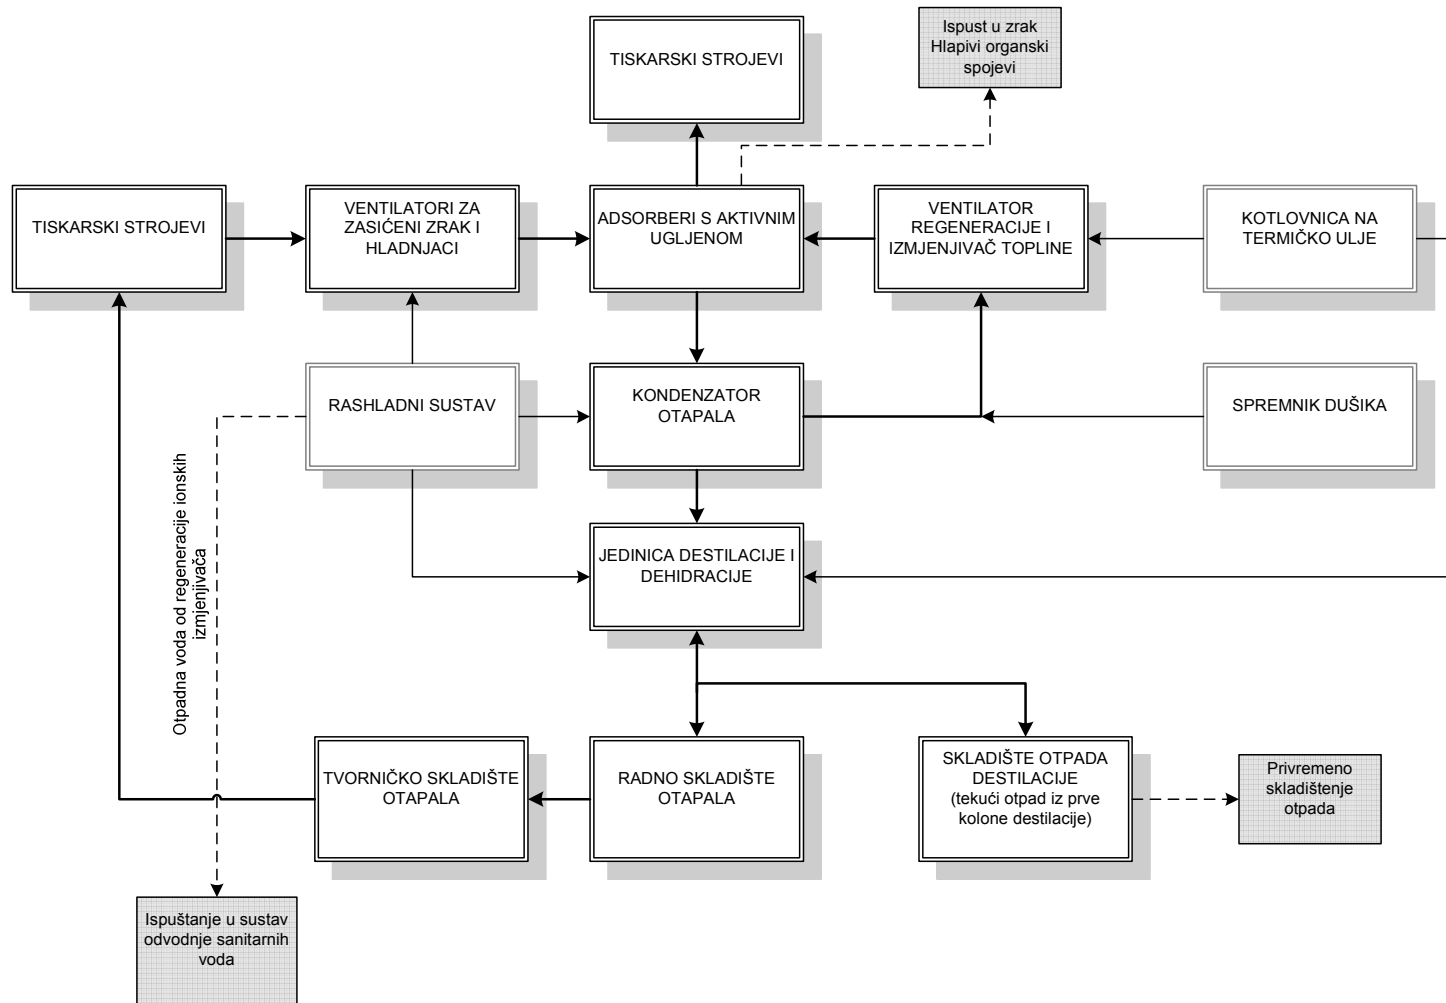 Ispust u zrak
Hlapivi organski
spojevi
TISKARSKI STROJEVI
TISKARSKI STROJEVI
VENTILATORI ZA
ZASIĆENI ZRAK I
HLADNJACI
ADSORBERI S AKTIVNIM
UGLJENOM
VENTILATOR
REGENERACIJE I
IZMJENJIVAČ TOPLINE
KOTLOVNICA NA
TERMIČKO ULJE
RASHLADNI SUSTAV
KONDENZATOR
OTAPALA
SPREMNIK DUŠIKA
Otpadna voda od regeneracije ionskih
izmjenjivača
JEDINICA DESTILACIJE I
DEHIDRACIJE
TVORNIČKO SKLADIŠTE
OTAPALA
RADNO SKLADIŠTE
OTAPALA
SKLADIŠTE OTPADA
DESTILACIJE
(tekući otpad iz prve
kolone destilacije)
Privremeno
skladištenje
otpada
Ispuštanje u sustav
odvodnje sanitarnih
voda